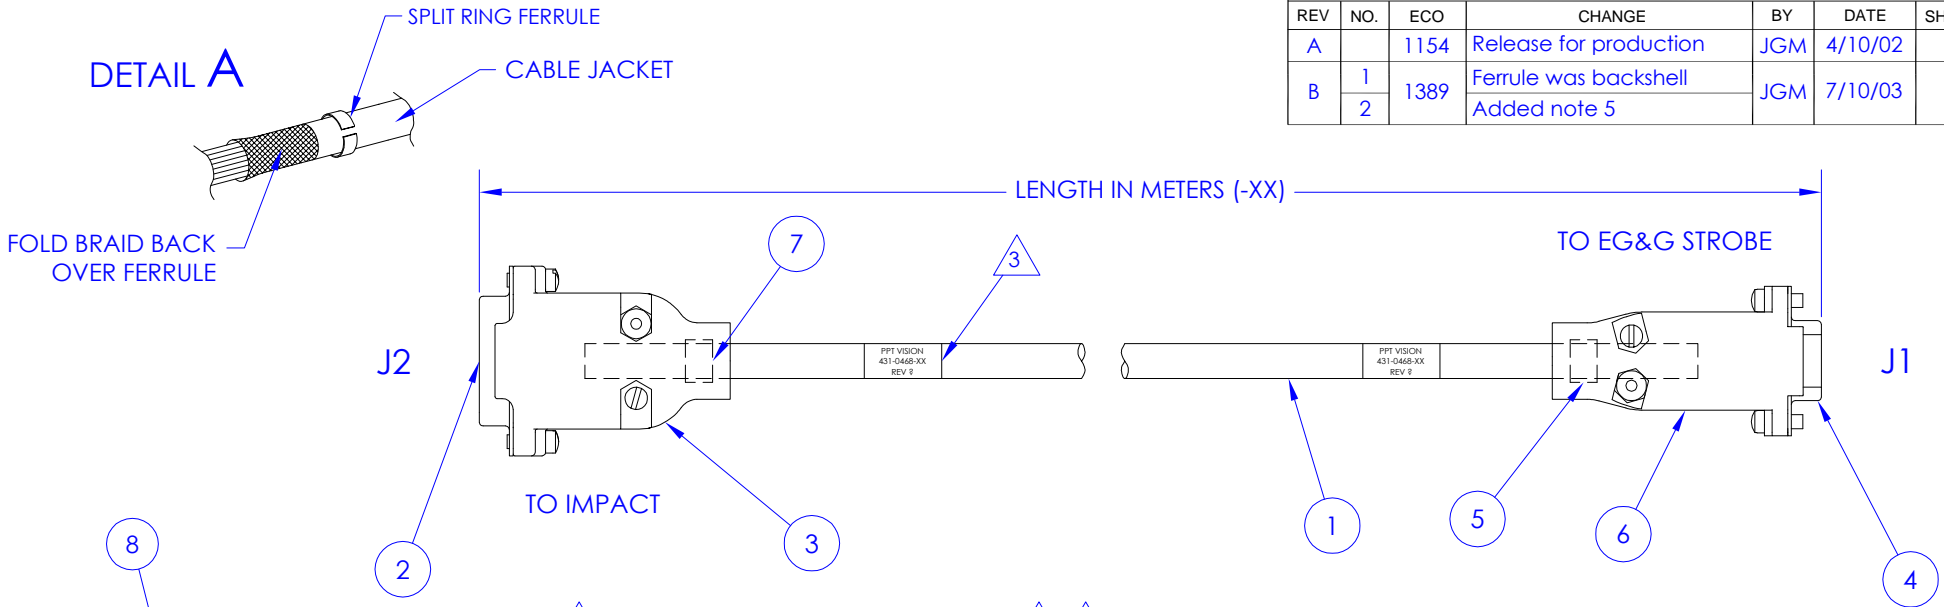 SPLIT RING FERRULE
DETAIL A
CABLE JACKET
FOLD BRAID BACK
OVER FERRULE
REV NO. ECO CHANGE BY DATE
A 1154 Release for production JGM 4/10/02
B 1 1389 Ferrule was backshell JGM 7/10/03
2 Added note 5
LENGTH IN METERS (-XX)
TO EG&G STROBE
7
3
J2
PPT VISION
431-0468-XX
REV ?
PPT VISION
431-0468-XX
REV ?
J1
TO IMPACT
8
2
3
1
5
6
4